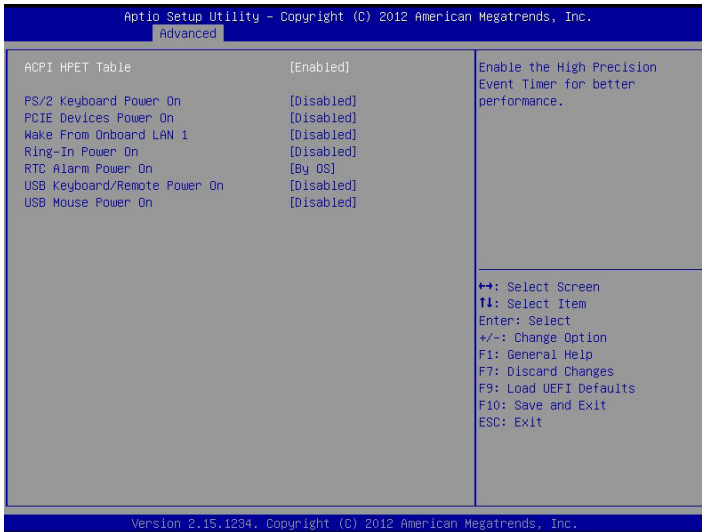 Aptio Setup Utility – Copyright (C) 2012 American Megatrends, Inc.
Advanced
ACPI HPET Table [Enabled]
PS/2 Keyboard Power On [Disabled]
PCIE Devices Power On [Disabled]
Wake From Onboard LAN 1 [Disabled]
Ring-In Power On [Disabled]
RTC Alarm Power On [By OS]
USB Keyboard/Remote Power On [Disabled]
USB Mouse Power On [Disabled]
Enable the High Precision
Event Timer for better
performance.
↔: Select Screen
↑↓: Select Item
Enter: Select
+/-: Change Option
F1: General Help
F7: Discard Changes
F9: Load UEFI Defaults
F10: Save and Exit
ESC: Exit
Version 2.15.1234. Copyright (C) 2012 American Megatrends, Inc.